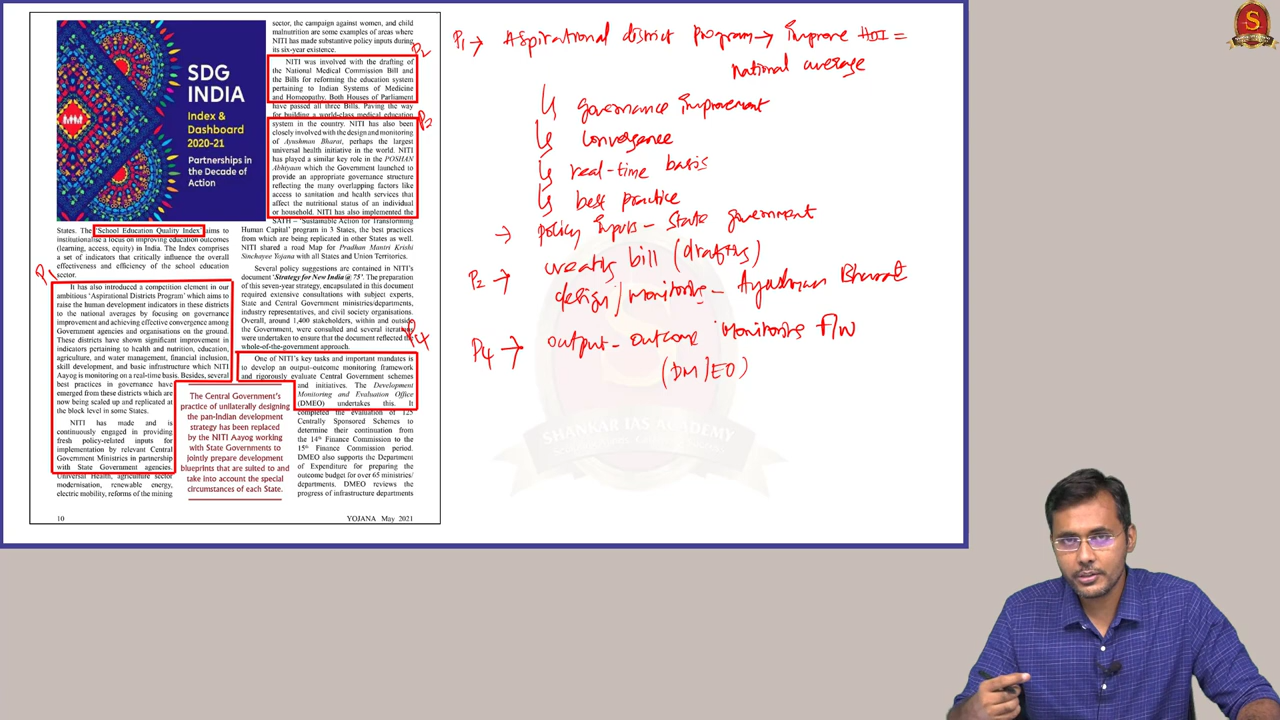 SDG
INDIA
Index &
Dashboard
2020-21
Partnerships in
the Decade of
Action
States. The 'School Education Quality Index' aims to
institutionalise a focus on improving education outcomes
(learning, access, equity) in India. The Index comprises
a set of indicators that critically influence the overall
effectiveness and efficiency of the school education
sector.
P1
It has also introduced a competition element in our
ambitious 'Aspirational Districts Program' which aims to
raise the human development indicators in these districts
to the national averages by focusing on governance
improvement and achieving effective convergence among
Government agencies and organisations on the ground.
These districts have shown significant improvement in
indicators pertaining to health and nutrition, education,
agriculture, and water management, financial inclusion,
skill development, and basic infrastructure which NITI
Aayog is monitoring on a real-time basis. Besides, several
best practices in governance have
emerged from these districts which are
now being scaled up and replicated at
the block level in some States.
NITI has made and is
continuously engaged in providing
fresh policy-related inputs for
implementation by relevant Central
Government Ministries in partnership
with State Government agencies.
Universal Health, agriculture sector
modernisation, renewable energy,
electric mobility, reforms of the mining
The Central Government's
practice of unilaterally designing
the pan-Indian development
strategy has been replaced
by the NITI Aayog working
with State Governments to
jointly prepare development
blueprints that are suited to and
take into account the special
circumstances of each State.
sector, the campaign against women, and child
malnutrition are some examples of areas where
NITI has made substantive policy inputs during
its six-year existence.
P2
NITI was involved with the drafting of
the National Medical Commission Bill and
the Bills for reforming the education system
pertaining to Indian Systems of Medicine
and Homeopathy. Both Houses of Parliament
have passed all three Bills. Paving the way
for building a world-class medical education
system in the country. NITI has also been
closely involved with the design and monitoring
of Ayushman Bharat, perhaps the largest
universal health initiative in the world. NITI
has played a similar key role in the POSHAN
Abhiyaan which the Government launched to
provide an appropriate governance structure
reflecting the many overlapping factors like
access to sanitation and health services that
affect the nutritional status of an individual
or household. NITI has also implemented the
SATH – 'Sustainable Action for Transforming
Human Capital' program in 3 States, the best practices
from which are being replicated in other States as well.
NITI shared a road Map for Pradhan Mantri Krishi
Sinchayee Yojana with all States and Union Territories.
Several policy suggestions are contained in NITI's
document 'Strategy for New India @ 75'. The preparation
of this seven-year strategy, encapsulated in this document
required extensive consultations with subject experts,
State and Central Government ministries/departments,
industry representatives, and civil society organisations.
Overall, around 1,400 stakeholders, within and outside
the Government, were consulted and several iterations
were undertaken to ensure that the document reflected the
whole-of-the-government approach.
P4
One of NITI's key tasks and important mandates is
to develop an output–outcome monitoring framework
and rigorously evaluate Central Government schemes
and initiatives. The Development
Monitoring and Evaluation Office
(DMEO) undertakes this. It
completed the evaluation of 125
Centrally Sponsored Schemes to
determine their continuation from
the 14th Finance Commission to the
15th Finance Commission period.
DMEO also supports the Department
of Expenditure for preparing the
outcome budget for over 65 ministries/
departments. DMEO reviews the
progress of infrastructure departments
10
YOJANA May 2021
P1 → Aspirational district program → Improve HDI =
national average
governance improvement
convergence
real-time basis
best practice
→ policy inputs – State government
P2 → creating bill (drafting)
design/monitoring – Ayushman Bharat
P4 → output – outcome monitoring f/w
(DM/EO)
SHANKAR IAS ACADEMY